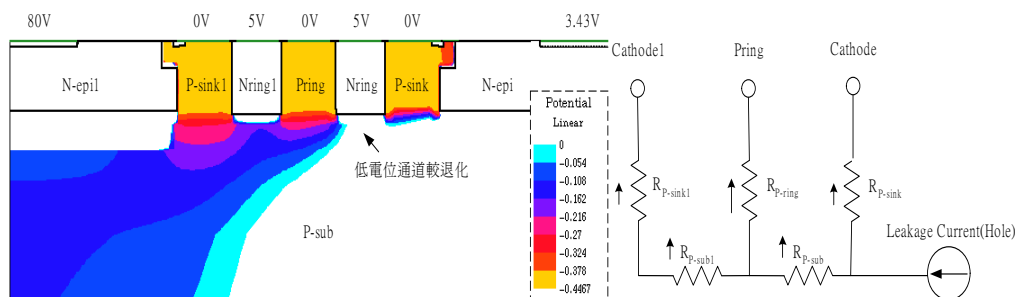 80V 0V 5V 0V 5V 0V 3.43V
N-epi1 P-sink1 Nring1 Pring Nring P-sink N-epi
低電位通道較退化
P-sub
Potential
Linear
0
-0.054
-0.108
-0.162
-0.216
-0.27
-0.324
-0.378
-0.4467
Cathode1 Pring Cathode
RP-sink1 RP-ring RP-sink
Leakage Current(Hole)
RP-sub1 RP-sub